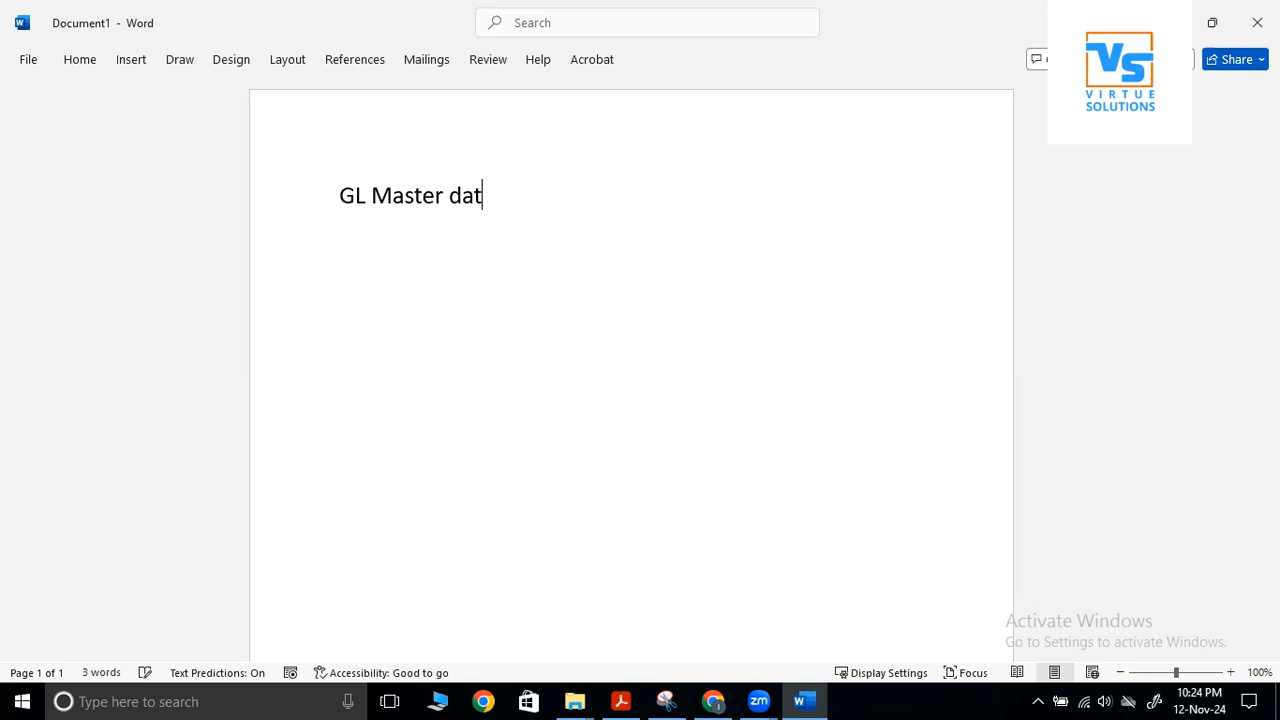 Document1 - Word
Search
File
Home
Insert
Draw
Design
Layout
References
Mailings
Review
Help
Acrobat
Share
VS
VIRTUE
SOLUTIONS
GL Master dat
Activate Windows
Go to Settings to activate Windows.
Page 1 of 1
3 words
Text Predictions: On
Accessibility: Good to go
Display Settings
Focus
100%
Type here to search
zm
10:24 PM
12-Nov-24